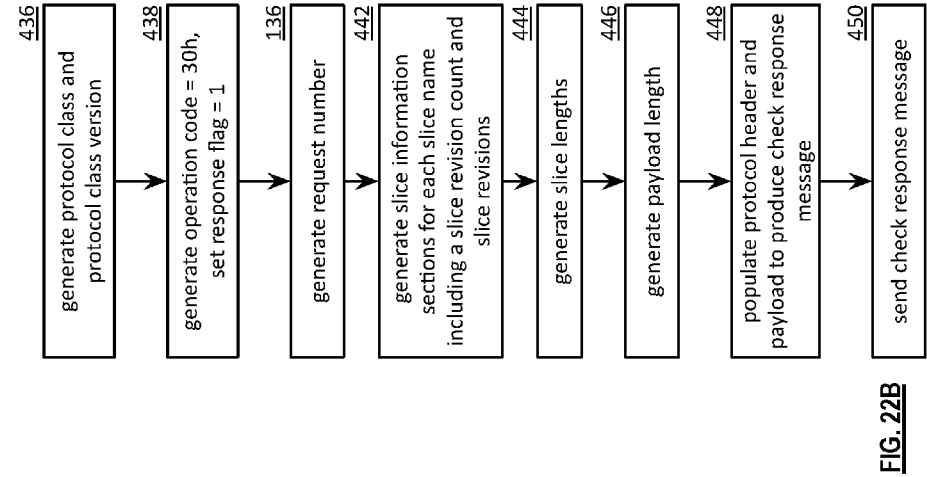 436
generate protocol class and
protocol class version
438
generate operation code = 30h,
set response flag = 1
136
generate request number
442
generate slice information
sections for each slice name
including a slice revision count and
slice revisions
444
generate slice lengths
446
generate payload length
448
populate protocol header and
payload to produce check response
message
450
send check response message
FIG. 22B